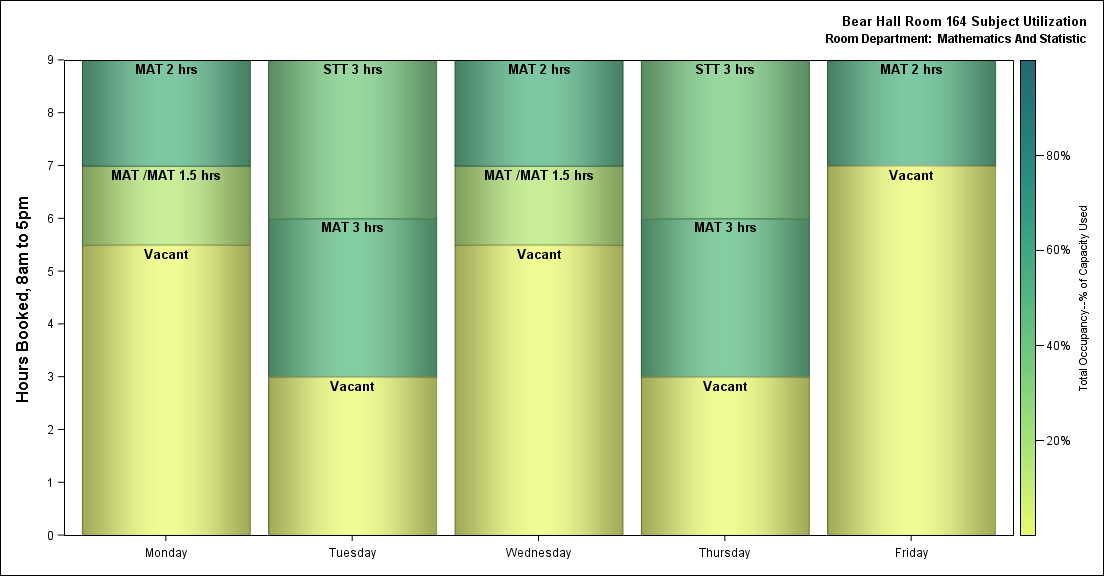 Bear Hall Room 164 Subject Utilization
Room Department: Mathematics And Statistic
Hours Booked, 8am to 5pm
9
8
7
6
5
4
3
2
1
0
MAT 2 hrs
MAT /MAT 1.5 hrs
Vacant
STT 3 hrs
MAT 3 hrs
Vacant
MAT 2 hrs
MAT /MAT 1.5 hrs
Vacant
STT 3 hrs
MAT 3 hrs
Vacant
MAT 2 hrs
Vacant
Monday
Tuesday
Wednesday
Thursday
Friday
80%
60%
40%
20%
Total Occupancy--% of Capacity Used